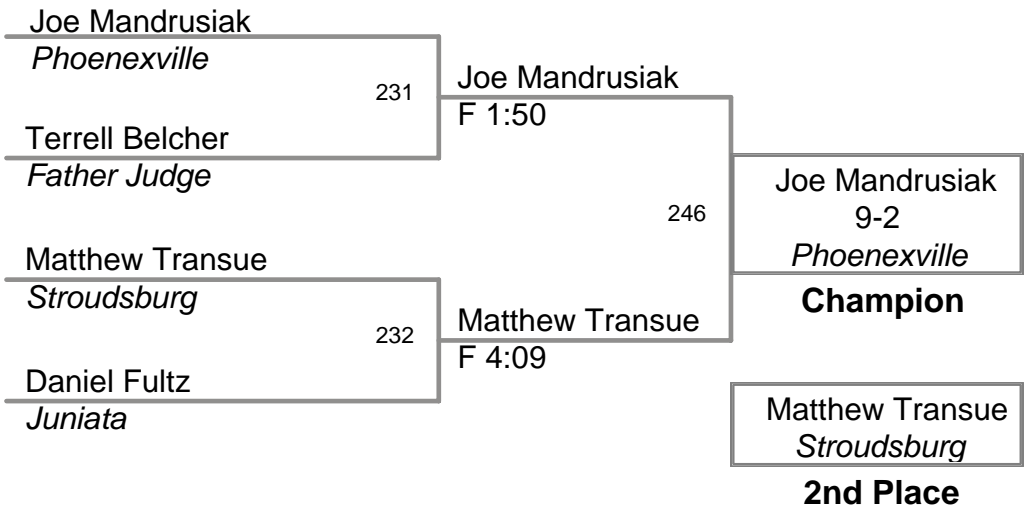 Joe Mandrusiak
Phoenexville
231
Joe Mandrusiak
F 1:50
Terrell Belcher
Father Judge
246
Joe Mandrusiak
9-2
Phoenexville
Champion
Matthew Transue
Stroudsburg
232
Matthew Transue
F 4:09
Daniel Fultz
Juniata
Matthew Transue
Stroudsburg
2nd Place